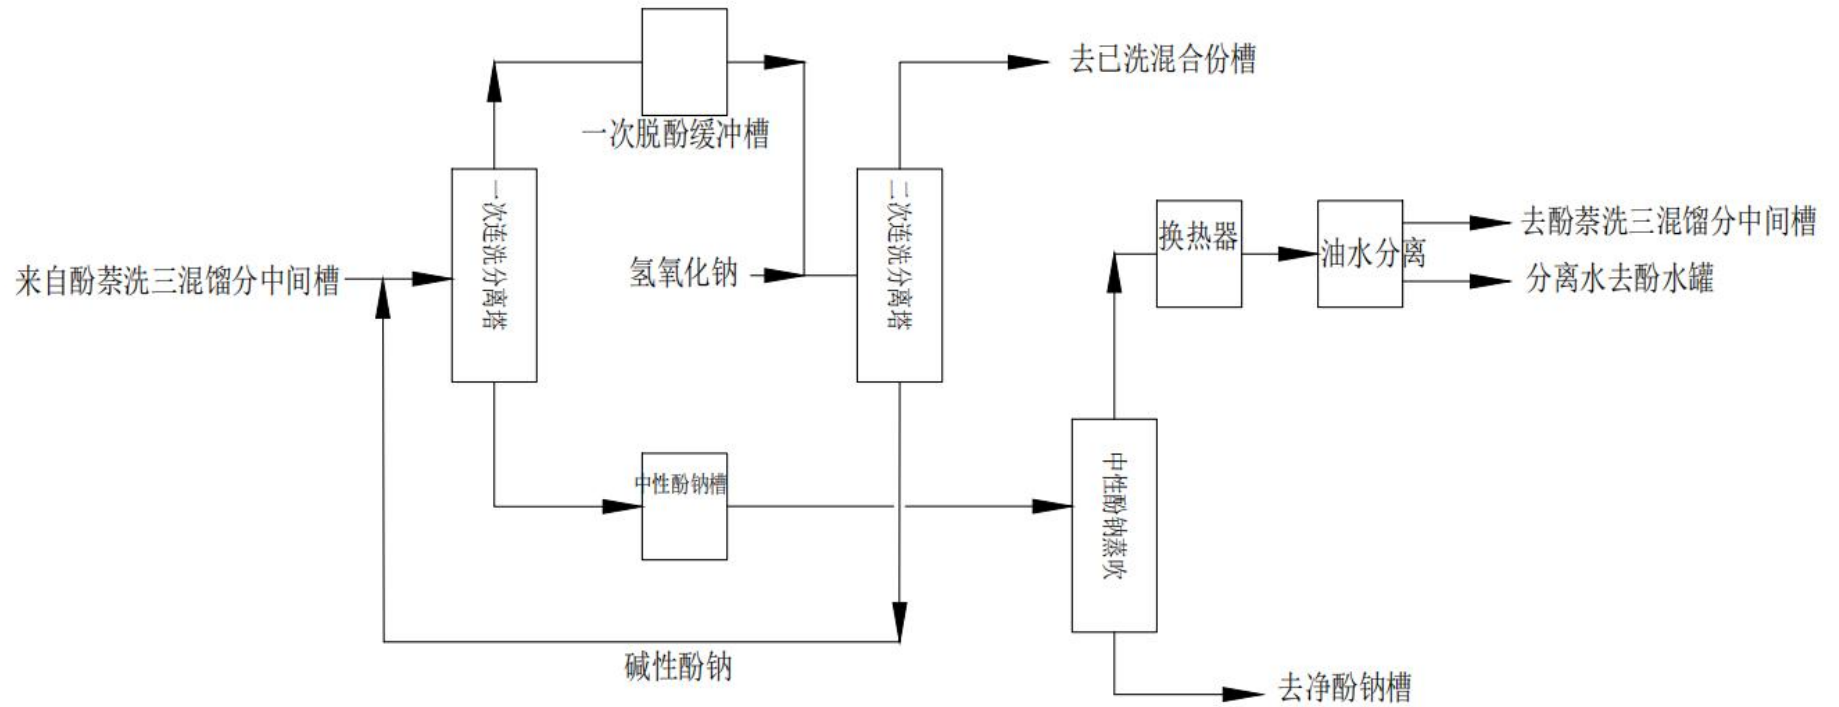 去已洗混合份槽
一次脱酚缓冲槽
一次连洗分离塔
二次连洗分离塔
来自酚萘洗三混馏分中间槽
氢氧化钠
换热器
油水分离
去酚萘洗三混馏分中间槽
分离水去酚水罐
中性酚钠槽
中性酚钠蒸吹
碱性酚钠
去净酚钠槽